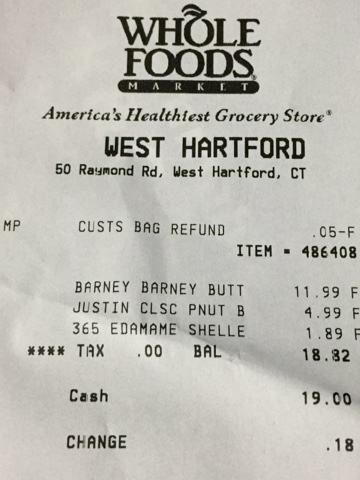 WHOLE
FOODS
MARKET
America's Healthiest Grocery Store®
WEST HARTFORD
50 Raymond Rd, West Hartford, CT
MP CUSTS BAG REFUND .05-F
ITEM = 486408
BARNEY BARNEY BUTT 11.99 F
JUSTIN CLSC PNUT B 4.99 F
365 EDAMAME SHELLE 1.89 F
**** TAX .00 BAL 18.82
Cash 19.00
CHANGE .18